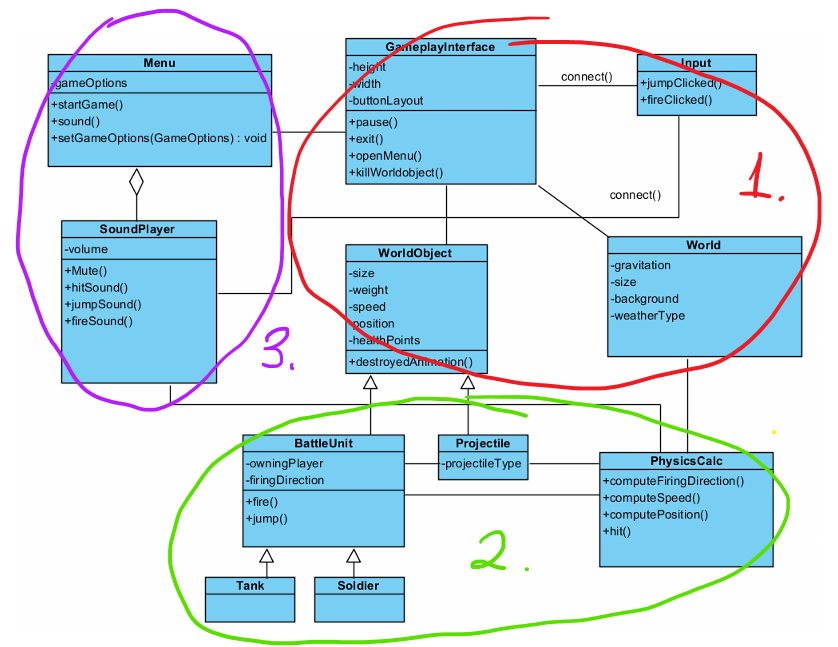 Menu
-gameOptions
+startGame()
+sound()
+setGameOptions(GameOptions) : void
GameplayInterface
-height
-width
-buttonLayout
+pause()
+exit()
+openMenu()
+killWorldobject()
connect()
Input
+jumpClicked()
+fireClicked()
1.
connect()
SoundPlayer
-volume
+Mute()
+hitSound()
+jumpSound()
+fireSound()
3.
WorldObject
-size
-weight
-speed
-position
-healthPoints
+destroyedAnimation()
World
-gravitation
-size
-background
-weatherType
BattleUnit
-owningPlayer
-firingDirection
+fire()
+jump()
Projectile
-projectileType
PhysicsCalc
+computeFiringDirection()
+computeSpeed()
+computePosition()
+hit()
2.
Tank
Soldier